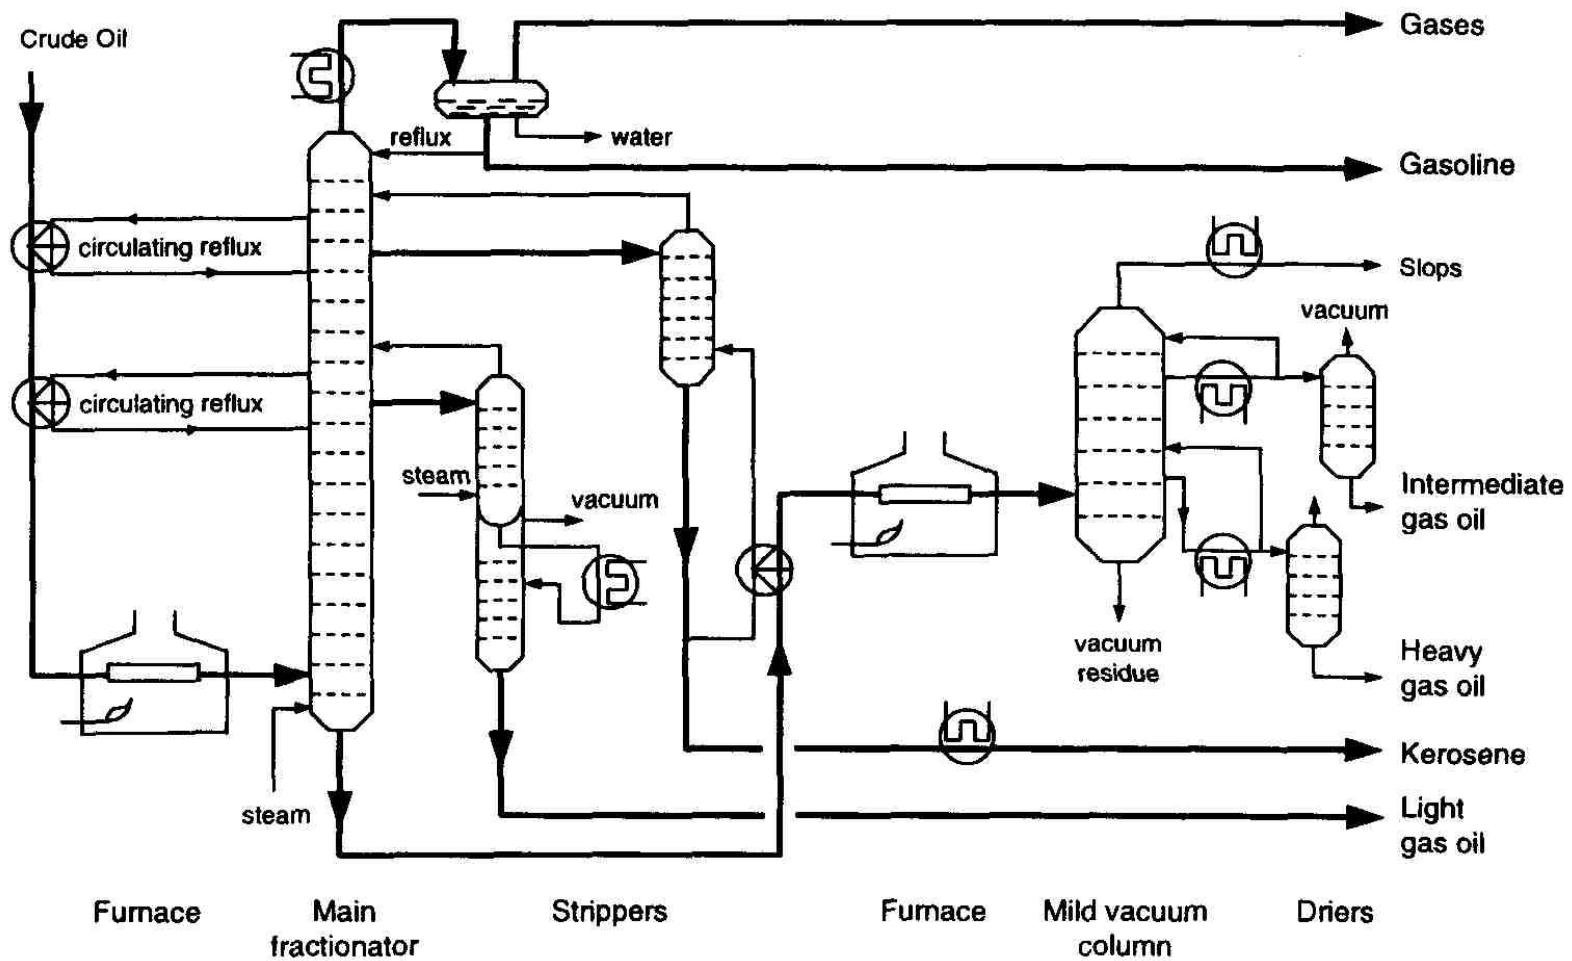 Crude Oil
Gases
reflux
water
Gasoline
circulating reflux
Slops
vacuum
circulating reflux
steam
vacuum
Intermediate
gas oil
vacuum
residue
Heavy
gas oil
Kerosene
steam
Light
gas oil
Furnace
Main
fractionator
Strippers
Furnace
Mild vacuum
column
Driers